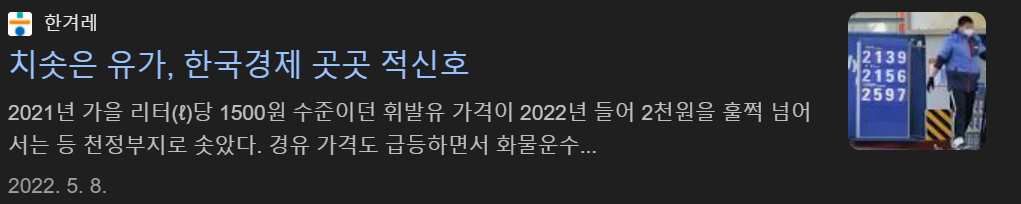 한겨레
치솟은 유가, 한국경제 곳곳 적신호
2021년 가을 리터(ℓ)당 1500원 수준이던 휘발유 가격이 2022년 들어 2천원을 훌쩍 넘어
서는 등 천정부지로 솟았다. 경유 가격도 급등하면서 화물운수...
2022. 5. 8.
2139
2156
2597